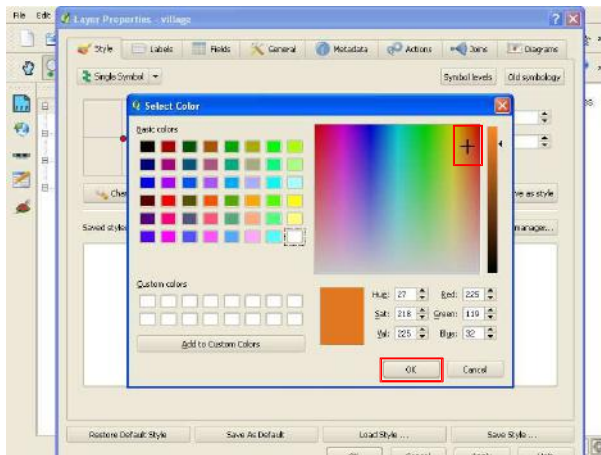 File Edit
Layer Properties - village
Style Labels Fields General Metadata Actions Joins Diagrams
Single Symbol Symbol levels Old symbology
Select Color
Basic colors
Custom colors
Add to Custom Colors
Hue: 27 Red: 225
Sat: 218 Green: 119
Val: 225 Blue: 32
OK Cancel
Saved style
Restore Default Style Save As Default Load Style ... Save Style ...